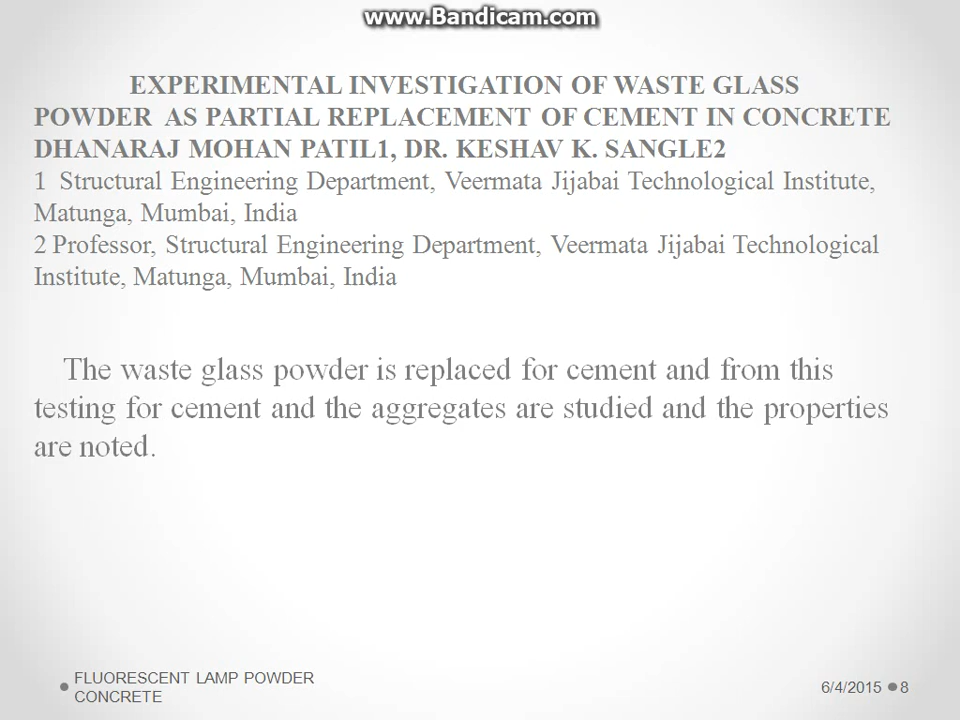 www.Bandicam.com
EXPERIMENTAL INVESTIGATION OF WASTE GLASS
POWDER AS PARTIAL REPLACEMENT OF CEMENT IN CONCRETE
DHANARAJ MOHAN PATIL1, DR. KESHAV K. SANGLE2
1 Structural Engineering Department, Veermata Jijabai Technological Institute,
Matunga, Mumbai, India
2 Professor, Structural Engineering Department, Veermata Jijabai Technological
Institute, Matunga, Mumbai, India
The waste glass powder is replaced for cement and from this
testing for cement and the aggregates are studied and the properties
are noted.
FLUORESCENT LAMP POWDER
CONCRETE
6/4/2015 8